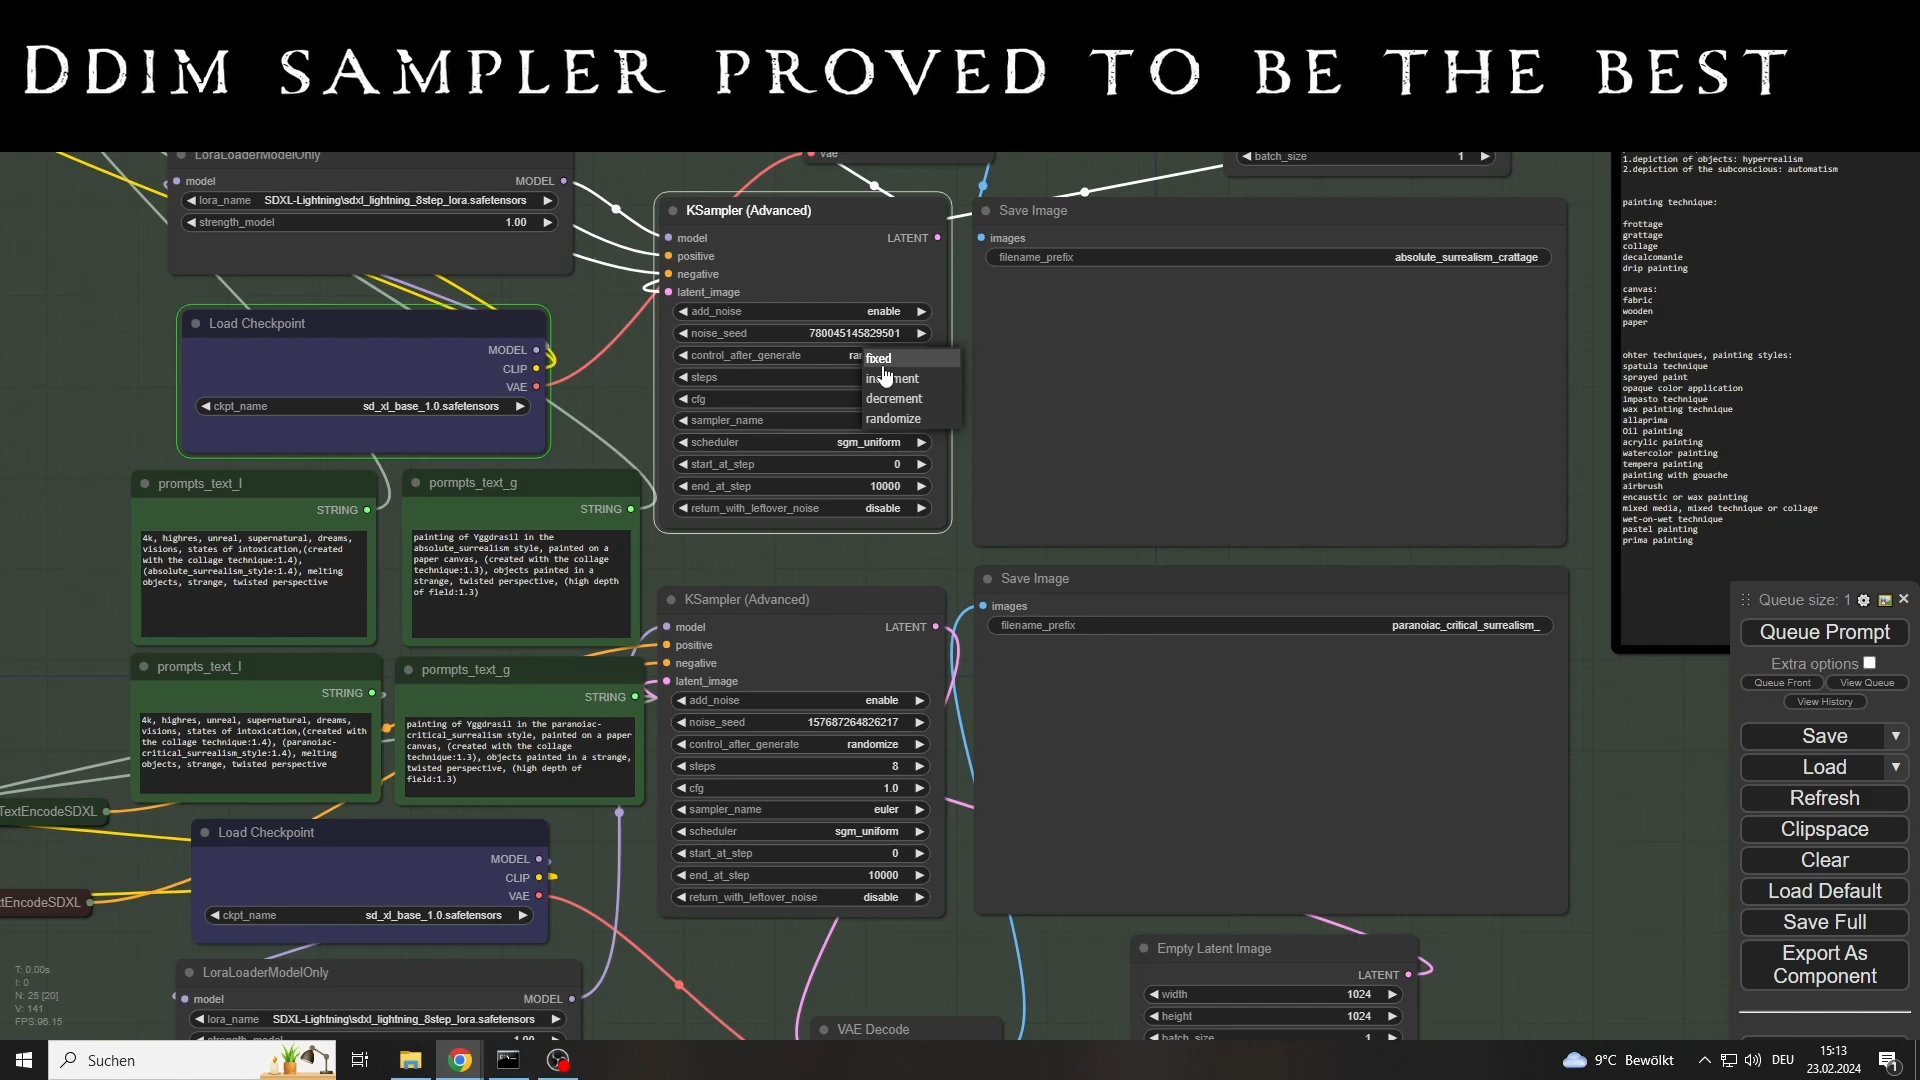 DDIM SAMPLER PROVED TO BE THE BEST
LoraLoaderModelOnly
model MODEL
lora_name SDXL-Lightning\sdxl_lightning_8step_lora.safetensors
strength_model 1.00
Load Checkpoint
MODEL
CLIP
VAE
ckpt_name sd_xl_base_1.0.safetensors
vae
KSampler (Advanced)
model LATENT
positive
negative
latent_image
add_noise enable
noise_seed 780045145829501
control_after_generate
steps
cfg
sampler_name
scheduler sgm_uniform
start_at_step 0
end_at_step 10000
return_with_leftover_noise disable
fixed
increment
decrement
randomize
batch_size 1
Save Image
images
filename_prefix absolute_surrealism_crattage
1.depiction of objects: hyperrealism
2.depiction of the subconscious: automatism
painting technique:
frottage
grattage
collage
decalcomanie
drip painting
canvas:
fabric
wooden
paper
ohter techniques, painting styles:
spatula technique
sprayed paint
opaque color application
impasto technique
wax painting technique
allaprima
Oil painting
acrylic painting
watercolor painting
tempera painting
painting with gouache
airbrush
encaustic or wax painting
mixed media, mixed technique or collage
wet-on-wet technique
pastel painting
prima painting
prompts_text_l
STRING
4k, highres, unreal, supernatural, dreams,
visions, states of intoxication,(created
with the collage technique:1.4),
(absolute_surrealism_style:1.4), melting
objects, strange, twisted perspective
pormpts_text_g
STRING
painting of Yggdrasil in the
absolute_surrealism style, painted on a
paper canvas, (created with the collage
technique:1.3), objects painted in a
strange, twisted perspective, (high depth
of field:1.3)
prompts_text_l
STRING
4k, highres, unreal, supernatural, dreams,
visions, states of intoxication,(created with
the collage technique:1.4), (paranoiac-
critical_surrealism_style:1.4), melting
objects, strange, twisted perspective
pormpts_text_g
STRING
painting of Yggdrasil in the paranoiac-
critical_surrealism style, painted on a paper
canvas, (created with the collage
technique:1.3), objects painted in a strange,
twisted perspective, (high depth of
field:1.3)
KSampler (Advanced)
model LATENT
positive
negative
latent_image
add_noise enable
noise_seed 157687264826217
control_after_generate randomize
steps 8
cfg 1.0
sampler_name euler
scheduler sgm_uniform
start_at_step 0
end_at_step 10000
return_with_leftover_noise disable
Save Image
images
filename_prefix paranoiac_critical_surrealism_
TextEncodeSDXL
tEncodeSDXL
Load Checkpoint
MODEL
CLIP
VAE
ckpt_name sd_xl_base_1.0.safetensors
LoraLoaderModelOnly
model MODEL
lora_name SDXL-Lightning\sdxl_lightning_8step_lora.safetensors
strength_model 1.00
VAE Decode
Empty Latent Image
LATENT
width 1024
height 1024
batch_size 1
Queue size: 1
Queue Prompt
Extra options
Queue Front View Queue
View History
Save
Load
Refresh
Clipspace
Clear
Load Default
Save Full
Export As
Component
T: 0.00s
I: 0
N: 25 [20]
V: 141
FPS:96.15
Suchen
9°C Bewölkt
DEU
15:13
23.02.2024
1